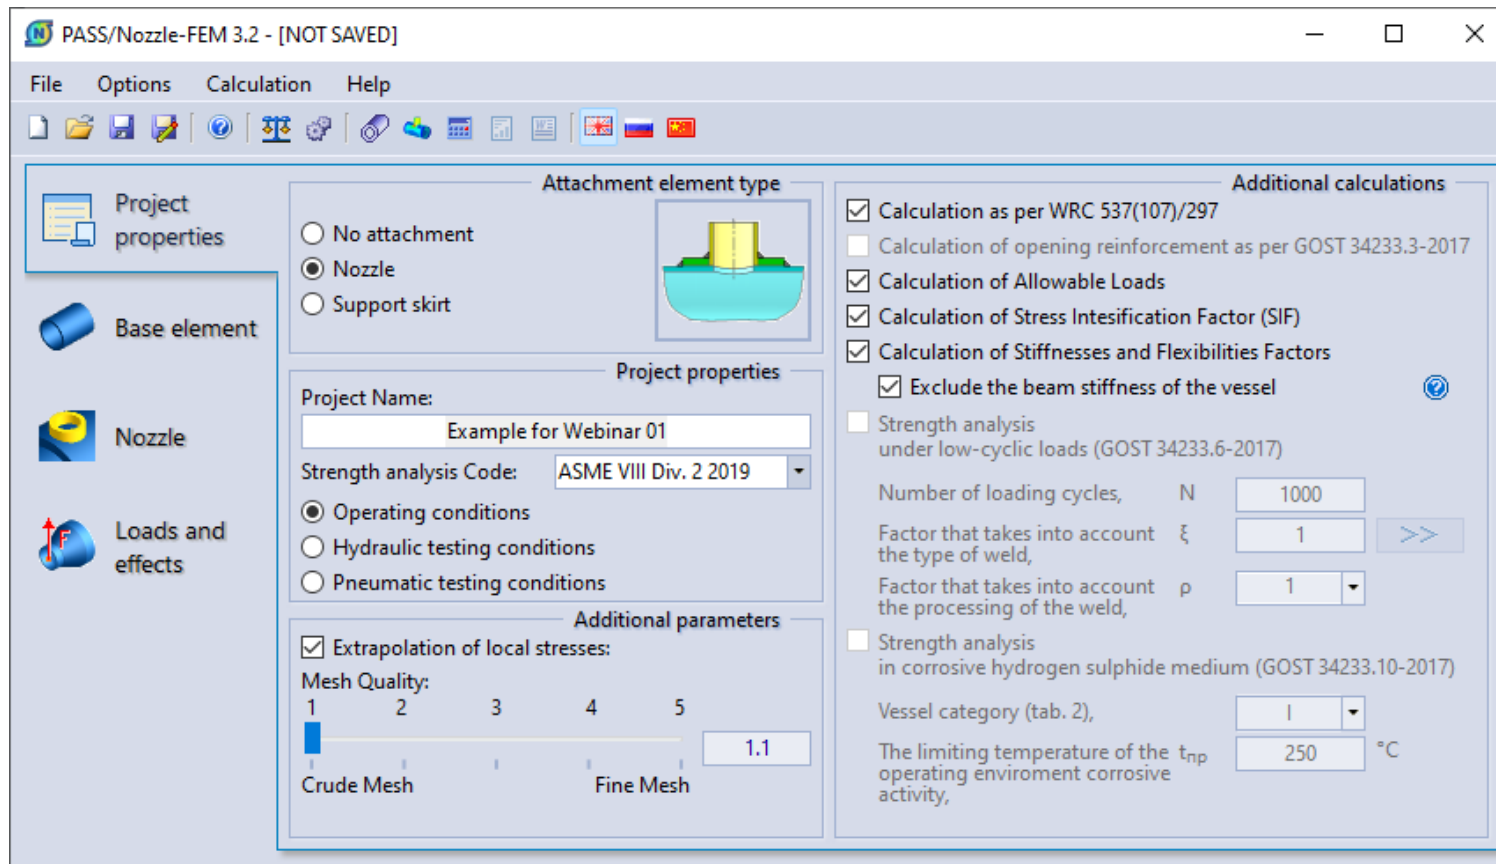 PASS/Nozzle-FEM 3.2 - [NOT SAVED]
File Options Calculation Help
Project
properties
Base element
Nozzle
Loads and
effects
Attachment element type
No attachment
Nozzle
Support skirt
Project properties
Project Name:
Example for Webinar 01
Strength analysis Code: ASME VIII Div. 2 2019
Operating conditions
Hydraulic testing conditions
Pneumatic testing conditions
Additional parameters
Extrapolation of local stresses:
Mesh Quality:
1 2 3 4 5
1.1
Crude Mesh Fine Mesh
Additional calculations
Calculation as per WRC 537(107)/297
Calculation of opening reinforcement as per GOST 34233.3-2017
Calculation of Allowable Loads
Calculation of Stress Intesification Factor (SIF)
Calculation of Stiffnesses and Flexibilities Factors
Exclude the beam stiffness of the vessel
Strength analysis
under low-cyclic loads (GOST 34233.6-2017)
Number of loading cycles, N 1000
Factor that takes into account ξ 1 >>
the type of weld,
Factor that takes into account ρ 1
the processing of the weld,
Strength analysis
in corrosive hydrogen sulphide medium (GOST 34233.10-2017)
Vessel category (tab. 2), I
The limiting temperature of the tпр 250 °C
operating enviroment corrosive
activity,